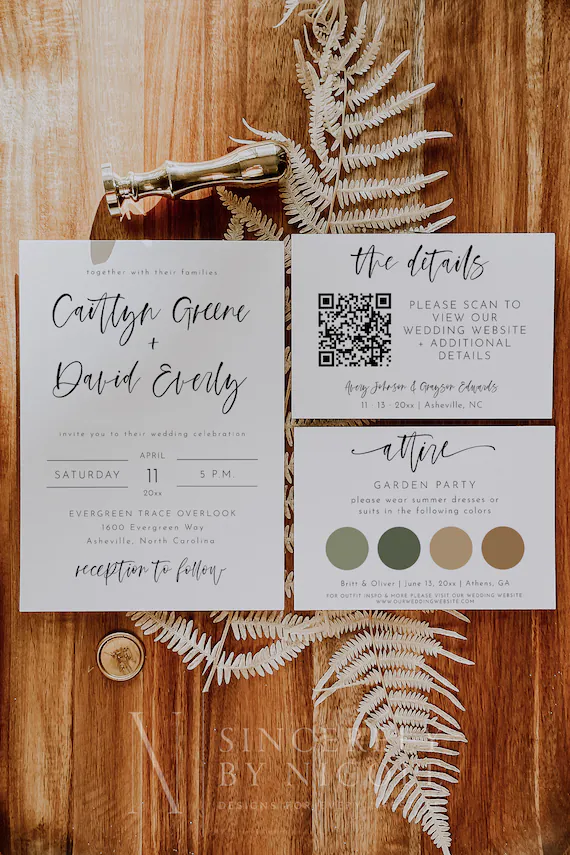 together with their families
Caitlyn Greene
+
David Everly
invite you to their wedding celebration
APRIL
SATURDAY 11 5 P.M.
20xx
EVERGREEN TRACE OVERLOOK
1600 Evergreen Way
Asheville, North Carolina
reception to follow
the details
PLEASE SCAN TO
VIEW OUR
WEDDING WEBSITE
+ ADDITIONAL
DETAILS
Avery Johnson & Grayson Edwards
11 · 13 · 20xx | Asheville, NC
attire
GARDEN PARTY
please wear summer dresses or
suits in the following colors
Britt & Oliver | june 13, 20xx | Athens, GA
FOR OUTFIT INSPO & MORE PLEASE VISIT OUR WEDDING WEBSITE
WWW.OURWEDDINGWEBSITE.COM
N
SINCERELY
BY NICOLE
DESIGNS FOR